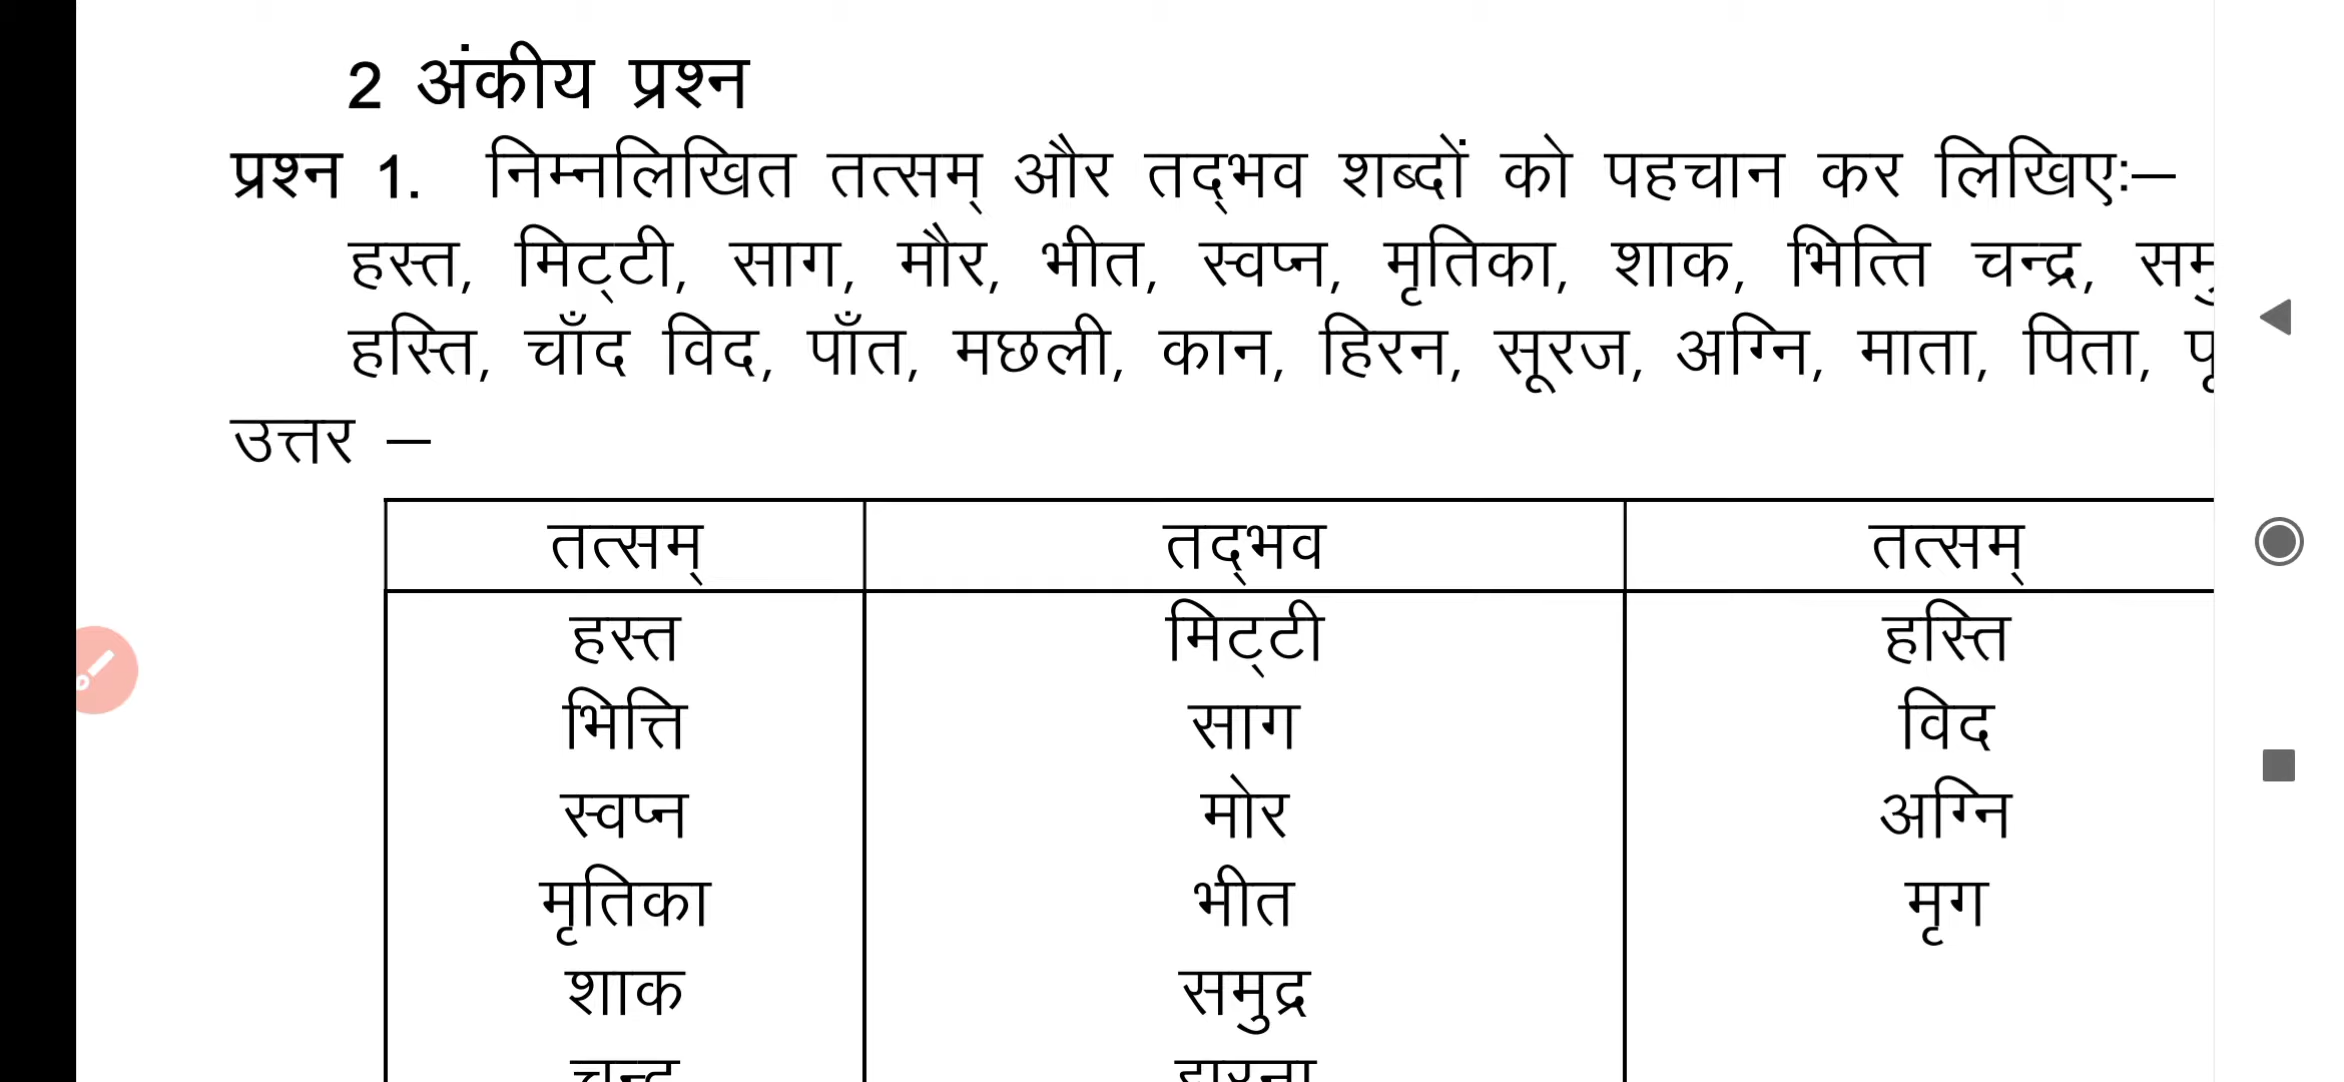 2 अंकीय प्रश्न
प्रश्न 1. निम्नलिखित तत्सम् और तद्भव शब्दों को पहचान कर लिखिएः–
हस्त, मिट्टी, साग, मौर, भीत, स्वप्न, मृतिका, शाक, भित्ति चन्द्र,
हस्ति, चाँद विद, पाँत, मछली, कान, हिरन, सूरज, अग्नि, माता, पिता,
उत्तर –
तत्सम् तद्भव तत्सम्
हस्त मिट्टी हस्ति
भित्ति साग विद
स्वप्न मोर अग्नि
मृतिका भीत मृग
शाक समुद्र